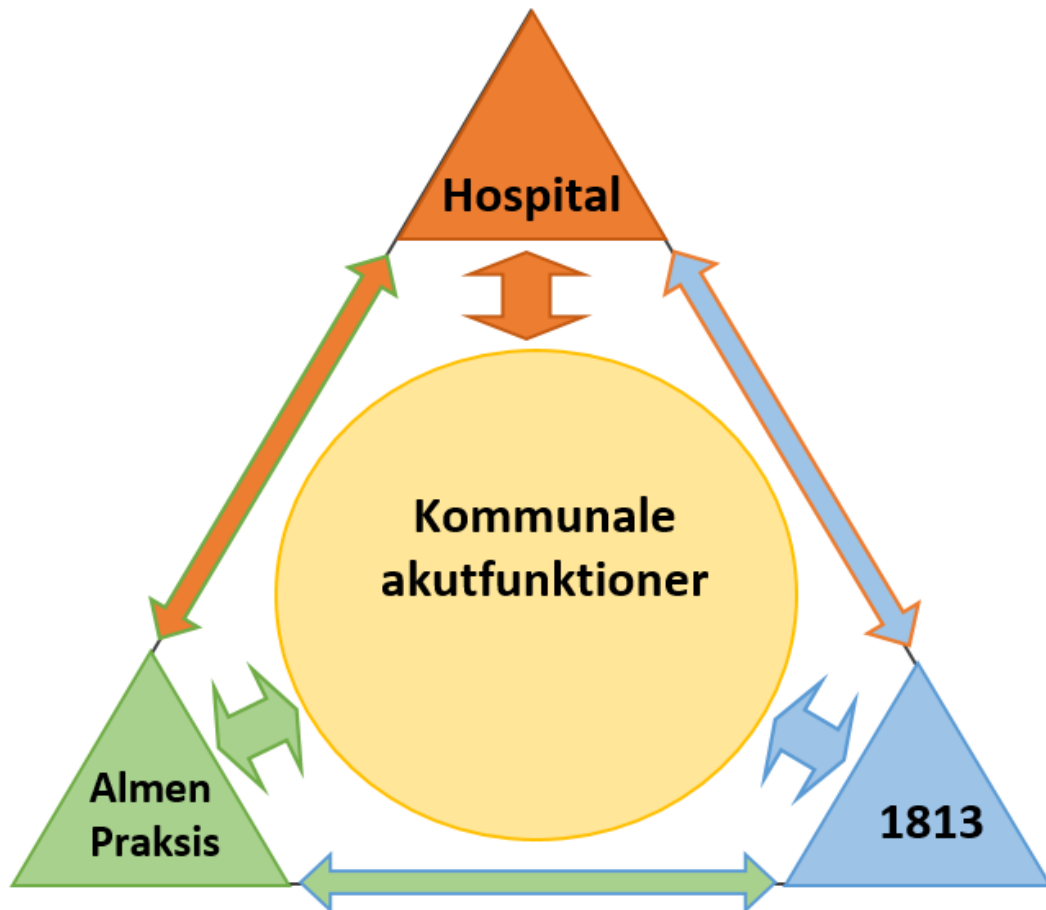 Hospital
Kommunale
akutfunktioner
Almen
Praksis
1813